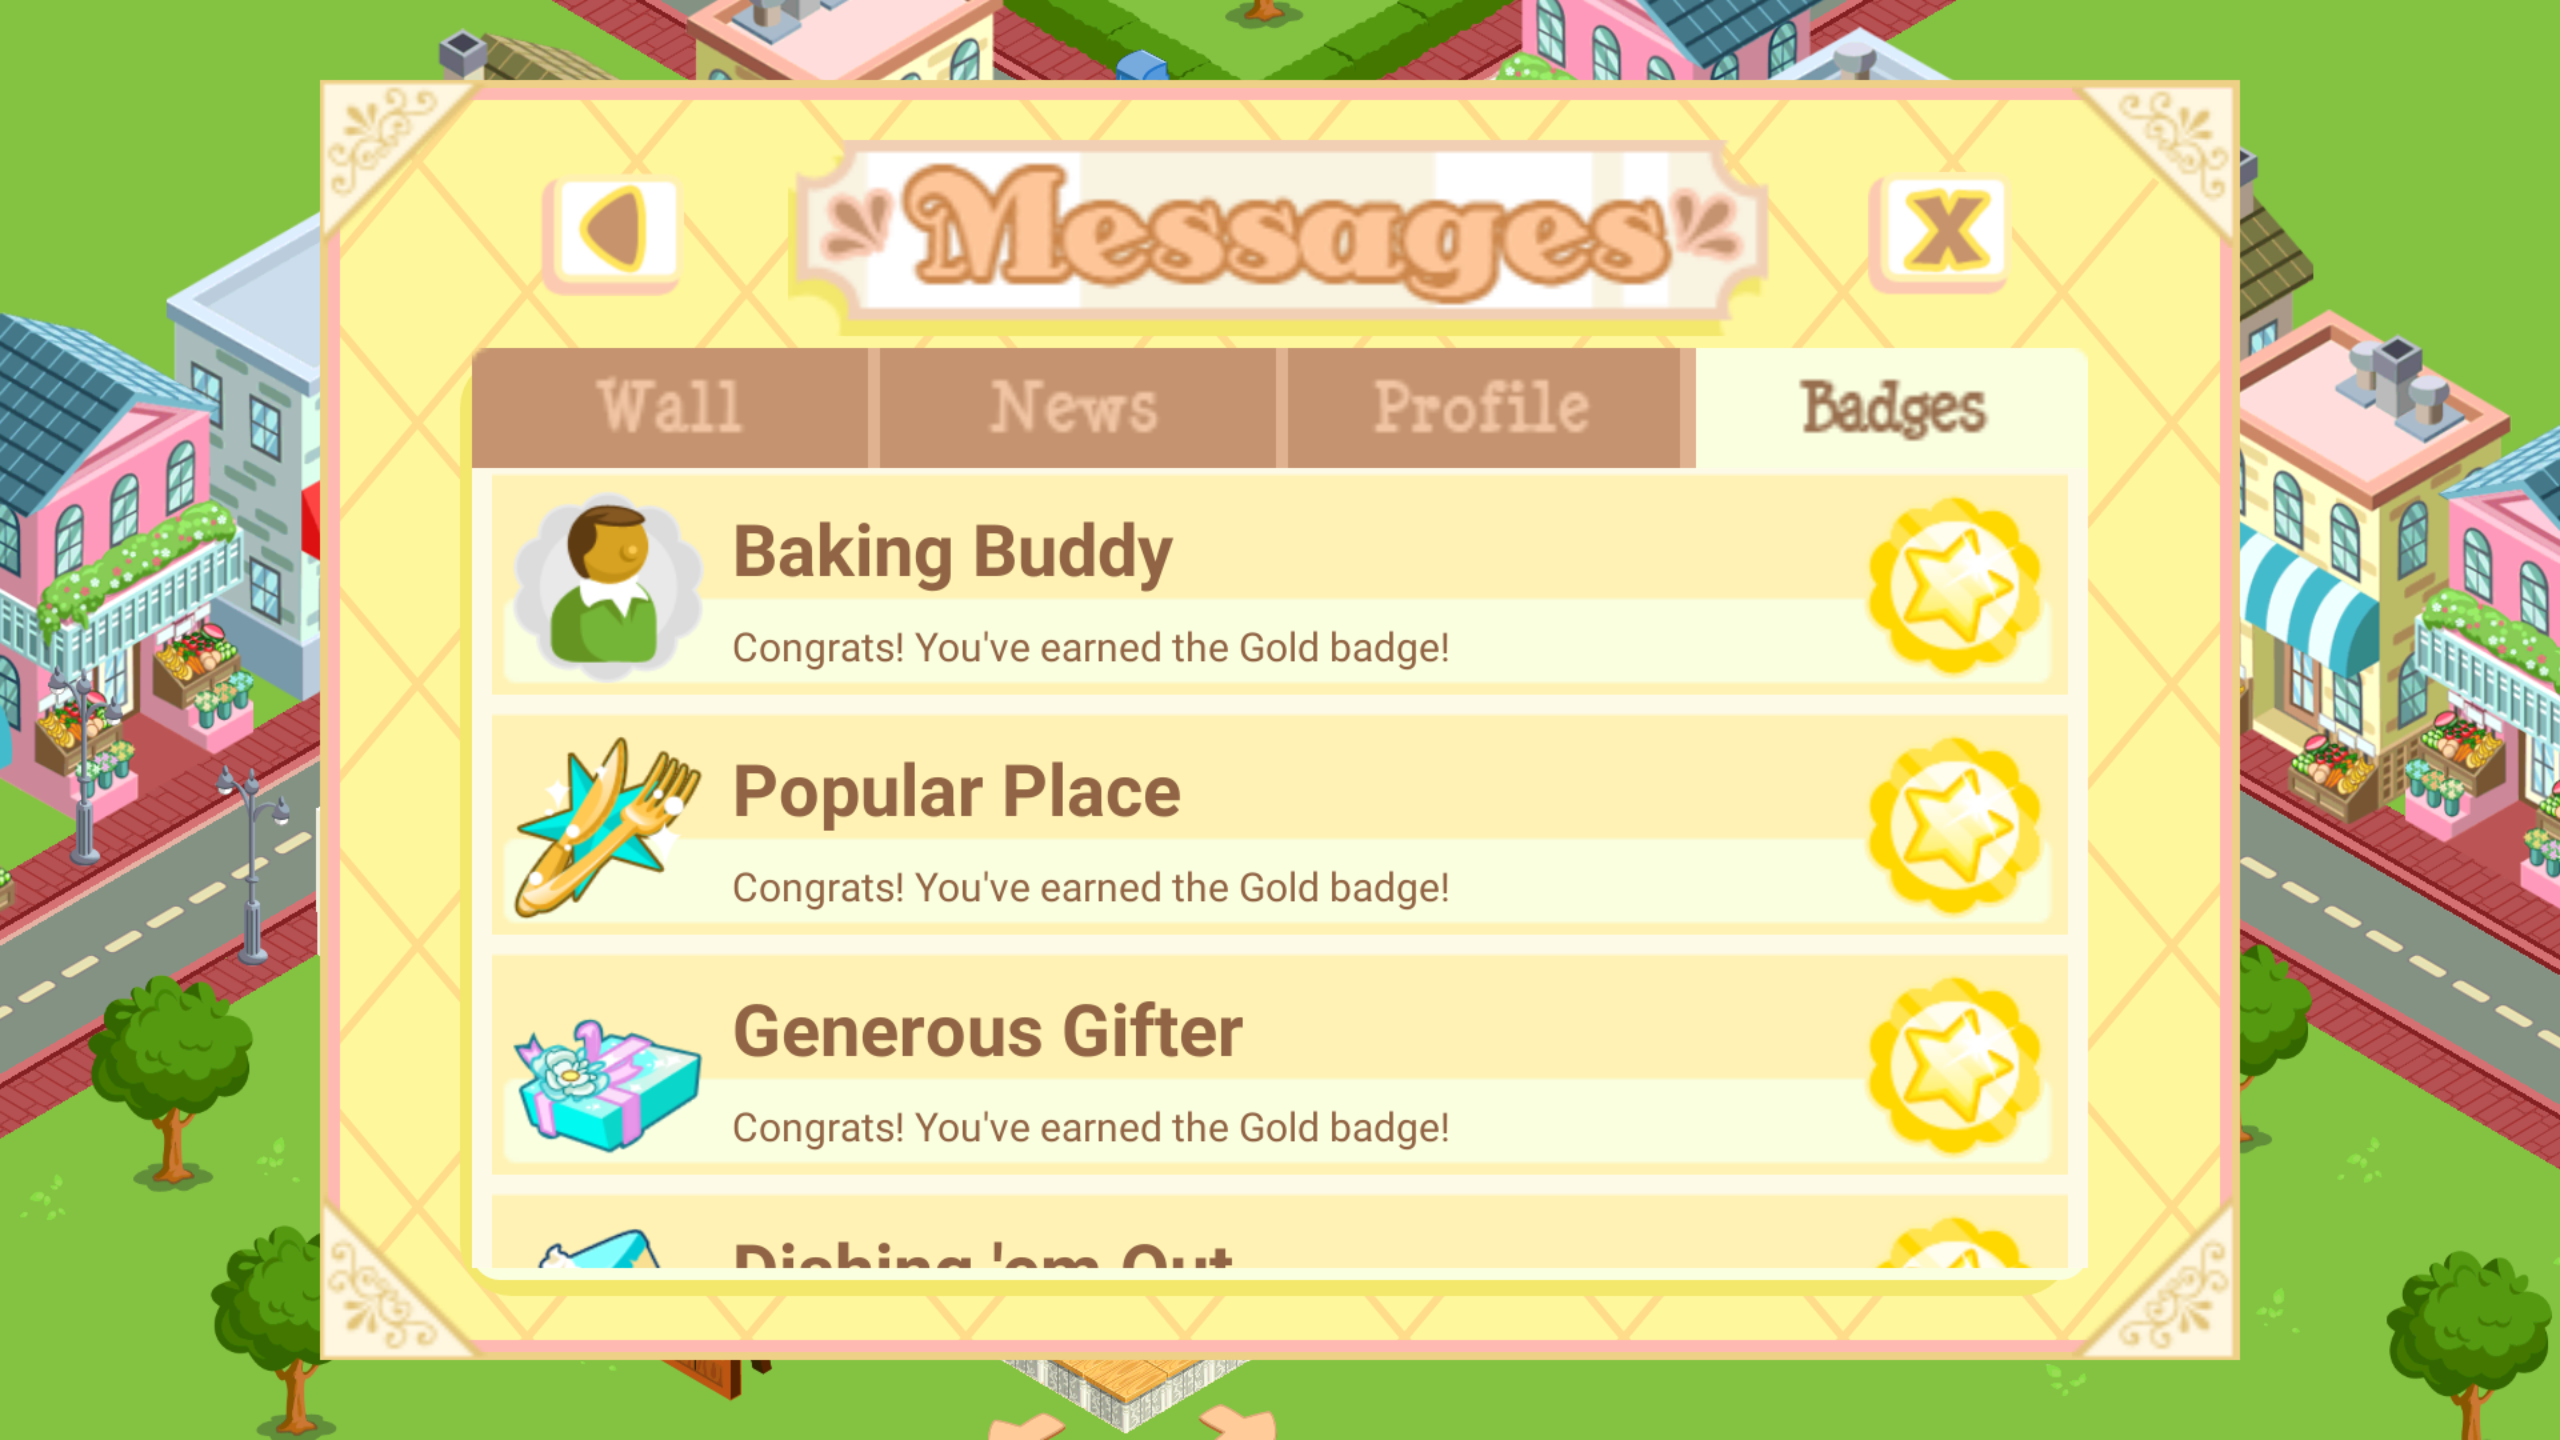 Messages
Wall
News
Profile
Badges
Baking Buddy
Congrats! You've earned the Gold badge!
Popular Place
Congrats! You've earned the Gold badge!
Generous Gifter
Congrats! You've earned the Gold badge!
Dishing 'em Out